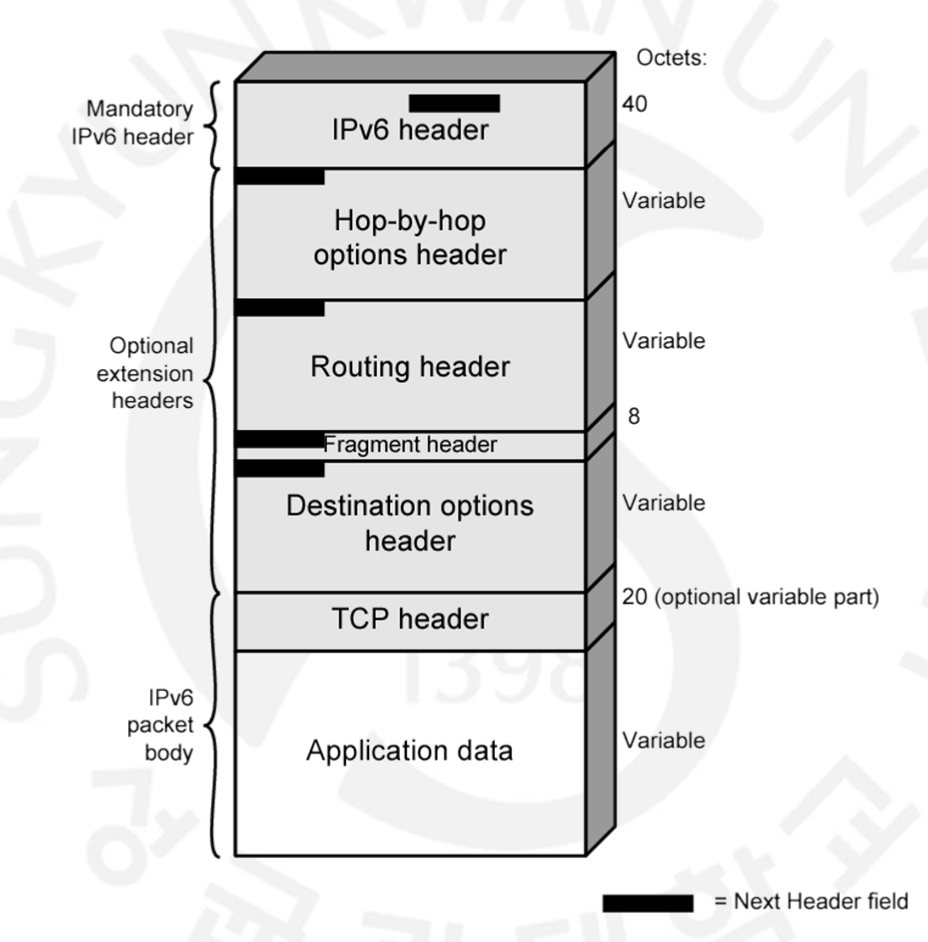 Octets:
Mandatory
IPv6 header
IPv6 header
40
Hop-by-hop
options header
Variable
Optional
extension
headers
Routing header
Variable
8
Fragment header
Destination options
header
Variable
20 (optional variable part)
TCP header
IPv6
packet
body
Application data
Variable
= Next Header field
1398